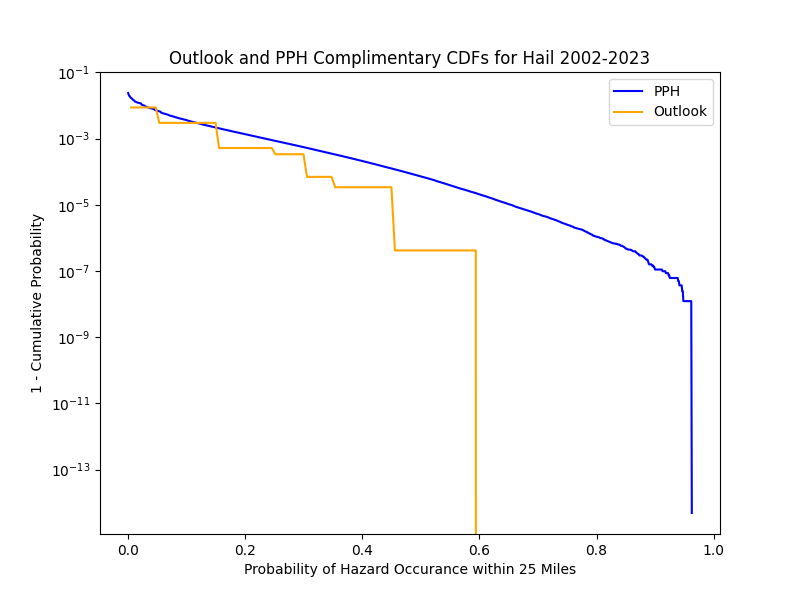 Outlook and PPH Complimentary CDFs for Hail 2002-2023
PPH
Outlook
1 - Cumulative Probability
10⁻¹
10⁻³
10⁻⁵
10⁻⁷
10⁻⁹
10⁻¹¹
10⁻¹³
0.0 0.2 0.4 0.6 0.8 1.0
Probability of Hazard Occurance within 25 Miles